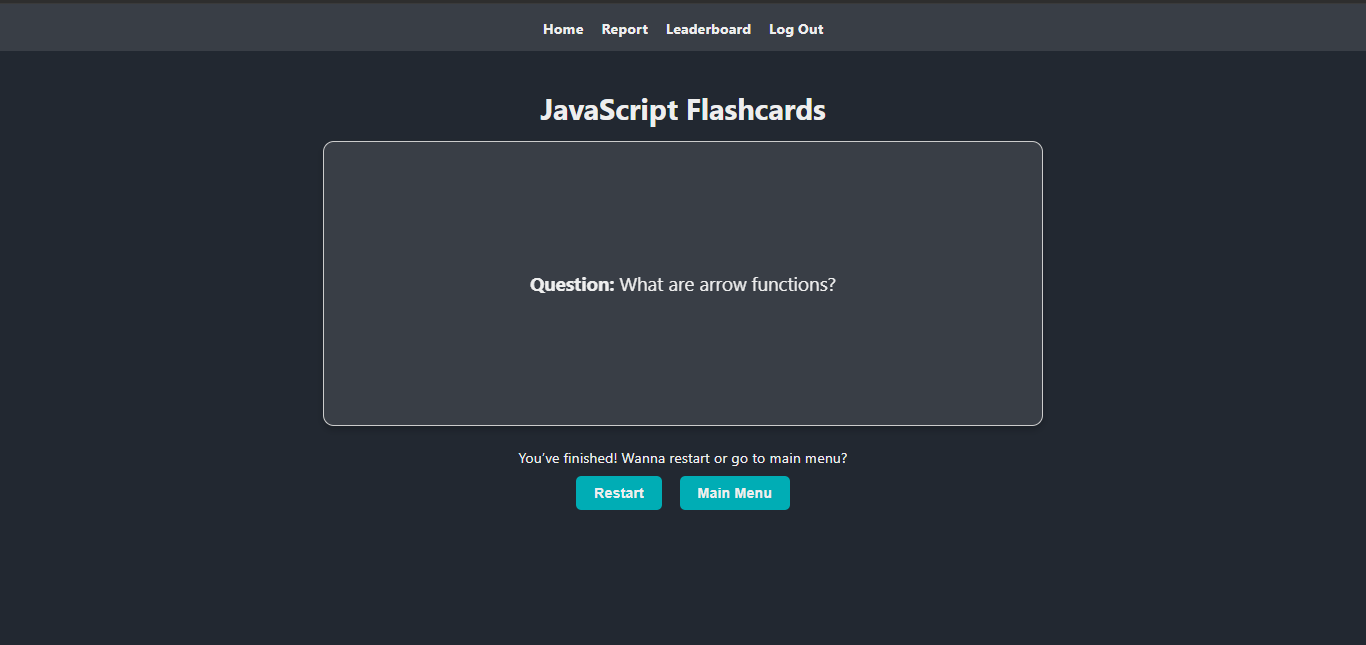 Home Report Leaderboard Log Out
JavaScript Flashcards
Question: What are arrow functions?
You’ve finished! Wanna restart or go to main menu?
Restart Main Menu